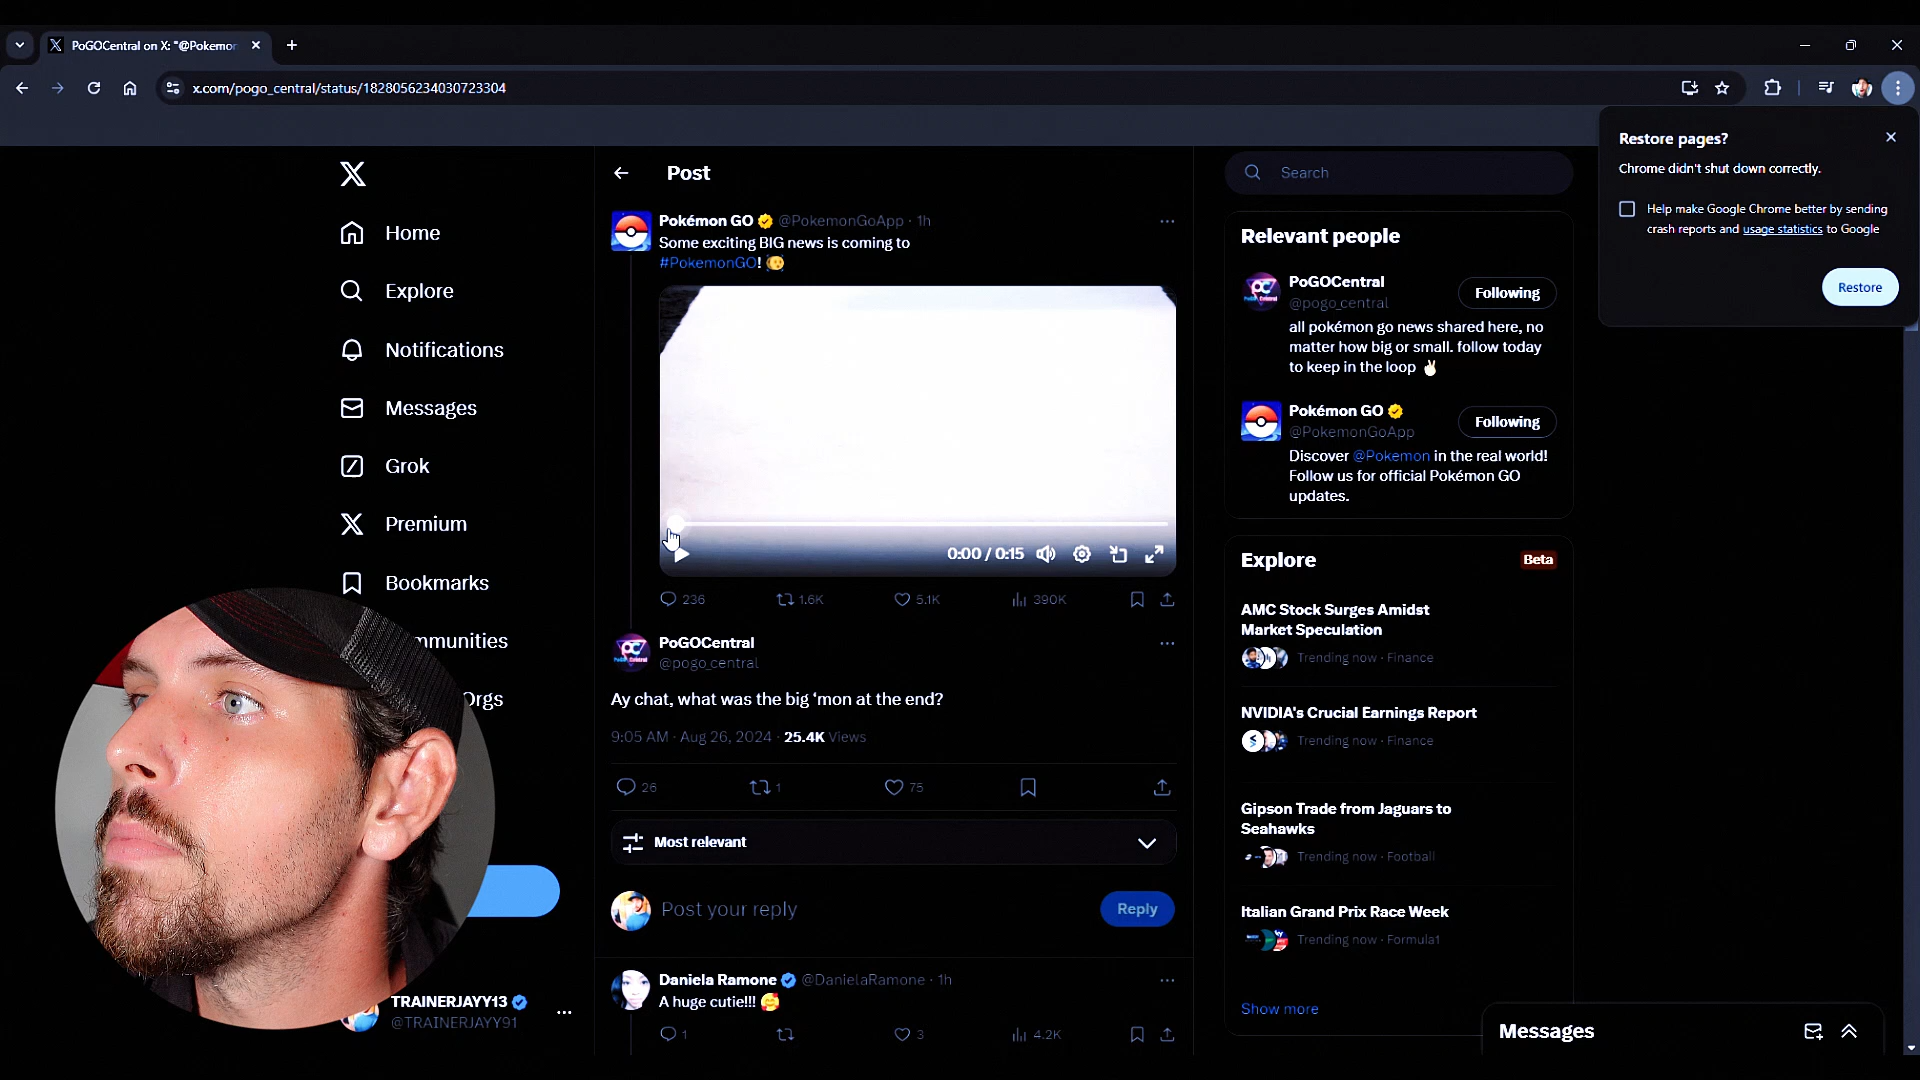 PoGOCentral on X: "@Pokemor
x.com/pogo_central/status/1828056234030723304
Restore pages?
Chrome didn't shut down correctly.
Help make Google Chrome better by sending
crash reports and usage statistics to Google
Restore
Home
Explore
Notifications
Messages
Grok
Premium
Bookmarks
mmunities
Orgs
TRAINERJAYY13
@TRAINERJAYY91
Post
Pokémon GO @PokemonGoApp · 1h
Some exciting BIG news is coming to
#PokemonGO!
0:00 / 0:15
236 1.6K 5.1K 390K
PoGOCentral
@pogo_central
Ay chat, what was the big ‘mon at the end?
9:05 AM · Aug 26, 2024 · 25.4K Views
26 1 75
Most relevant
Post your reply
Reply
Daniela Ramone @DanielaRamone · 1h
A huge cutie!!!
1 3 4.2K
Search
Relevant people
PoGOCentral
@pogo_central
Following
all pokémon go news shared here, no
matter how big or small. follow today
to keep in the loop
Pokémon GO
@PokemonGoApp
Following
Discover @Pokemon in the real world!
Follow us for official Pokémon GO
updates.
Explore
Beta
AMC Stock Surges Amidst
Market Speculation
Trending now · Finance
NVIDIA's Crucial Earnings Report
Trending now · Finance
Gipson Trade from Jaguars to
Seahawks
Trending now · Football
Italian Grand Prix Race Week
Trending now · Formula1
Show more
Messages